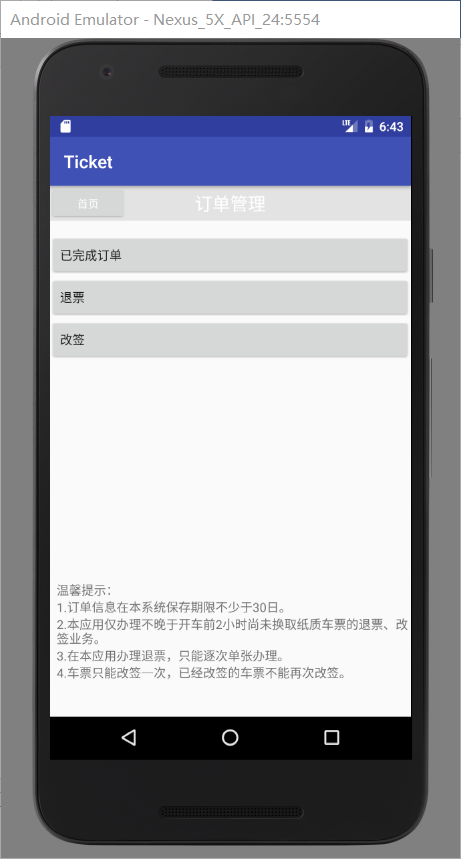 Android Emulator - Nexus_5X_API_24:5554
LTE 6:43
Ticket
首页 订单管理
已完成订单
退票
改签
温馨提示：
1.订单信息在本系统保存期限不少于30日。
2.本应用仅办理不晚于开车前2小时尚未换取纸质车票的退票、改
签业务。
3.在本应用办理退票，只能逐次单张办理。
4.车票只能改签一次，已经改签的车票不能再次改签。